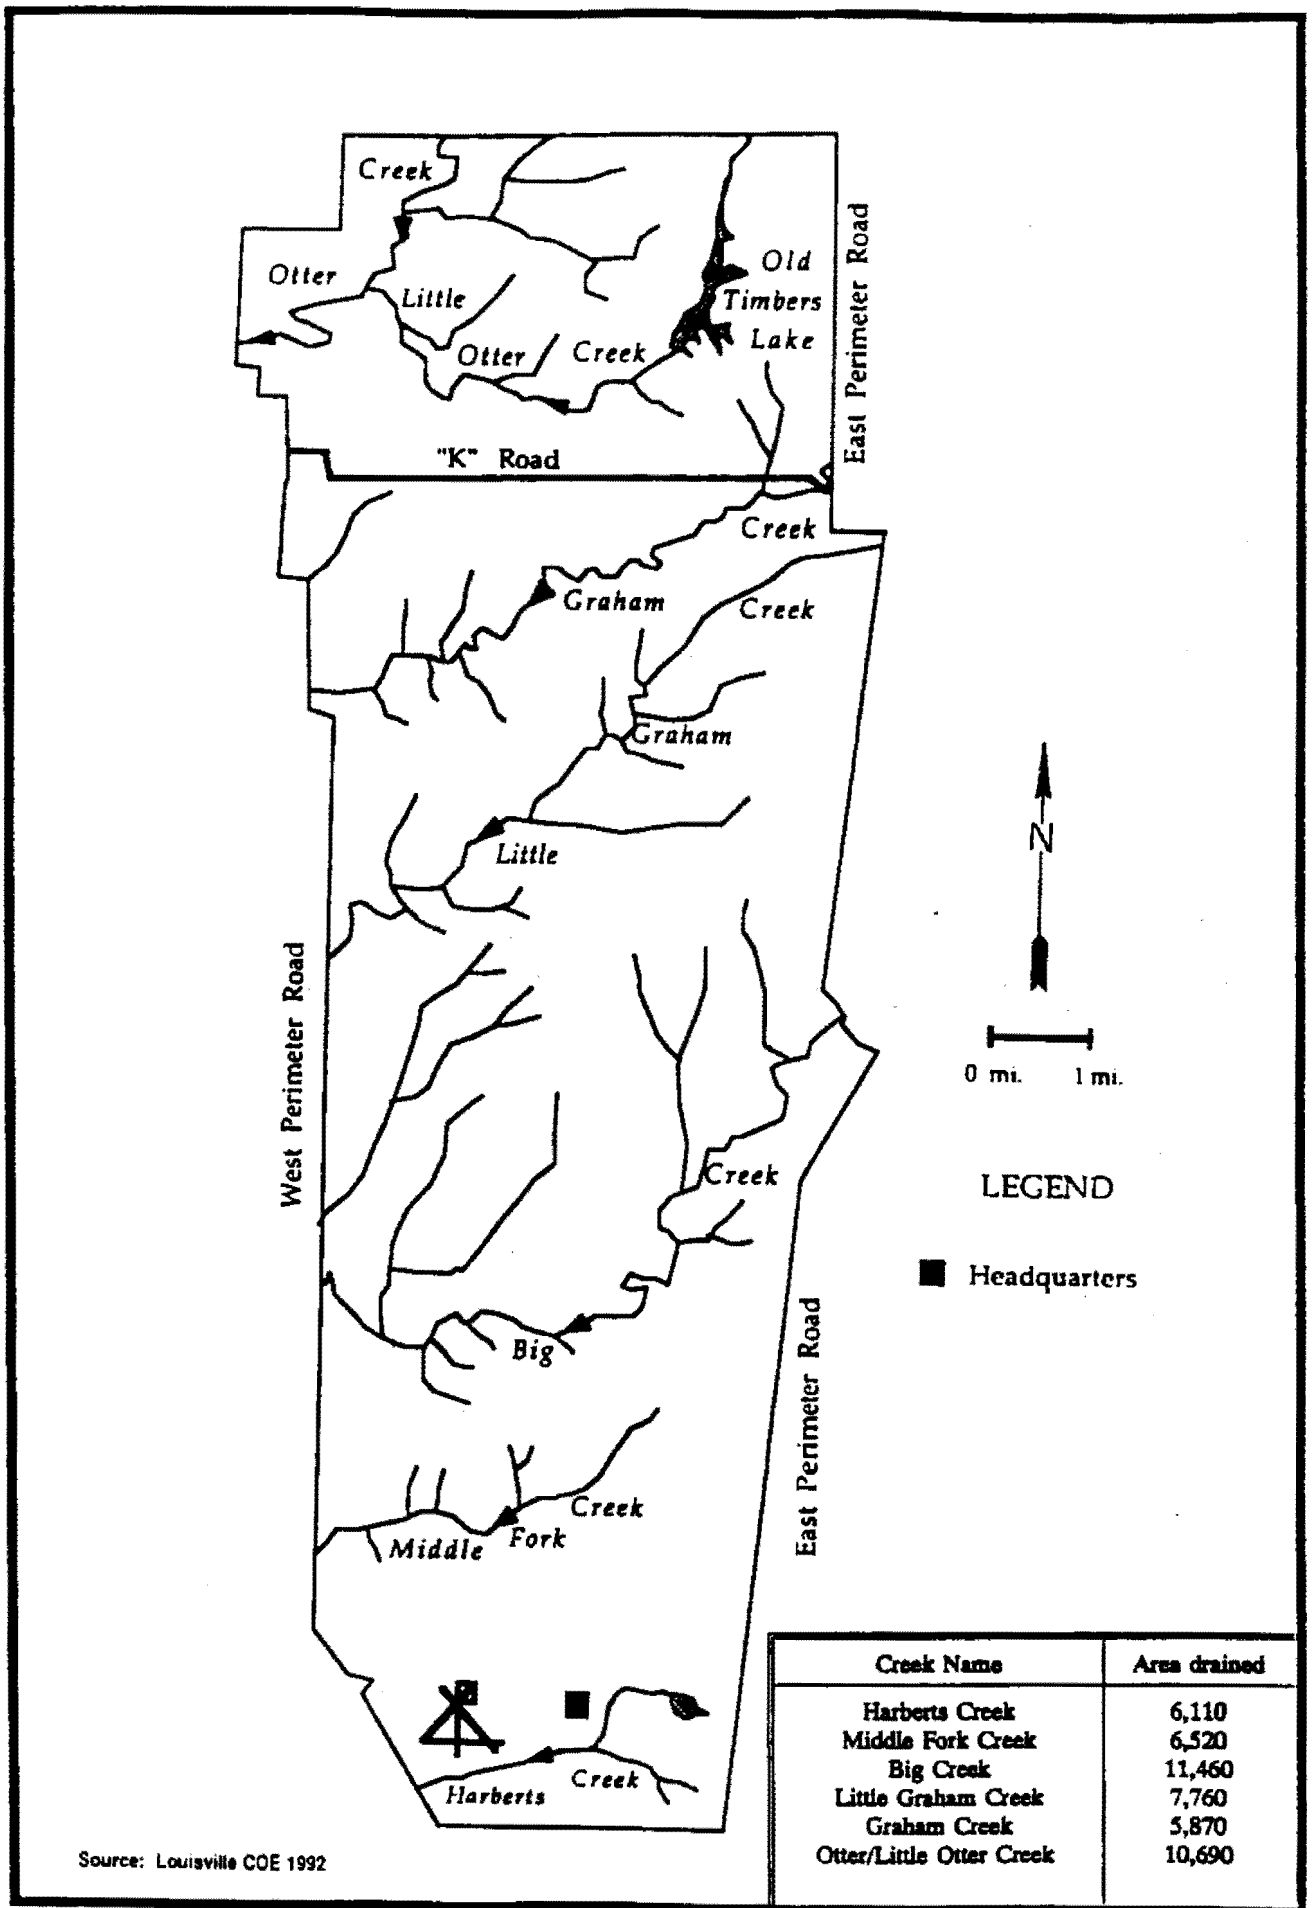 Creek
Otter
Little
Otter
Creek
Old
Timbers
Lake
East Perimeter Road
"K" Road
Creek
Graham
Creek
Graham
Little
N
0 mi.
1 mi.
West Perimeter Road
Creek
LEGEND
Headquarters
Big
East Perimeter Road
Creek
Fork
Middle
Creek
Harberts
Creek Name Area drained
Harberts Creek 6,110
Middle Fork Creek 6,520
Big Creek 11,460
Little Graham Creek 7,760
Graham Creek 5,870
Otter/Little Otter Creek 10,690
Source: Louisville COE 1992